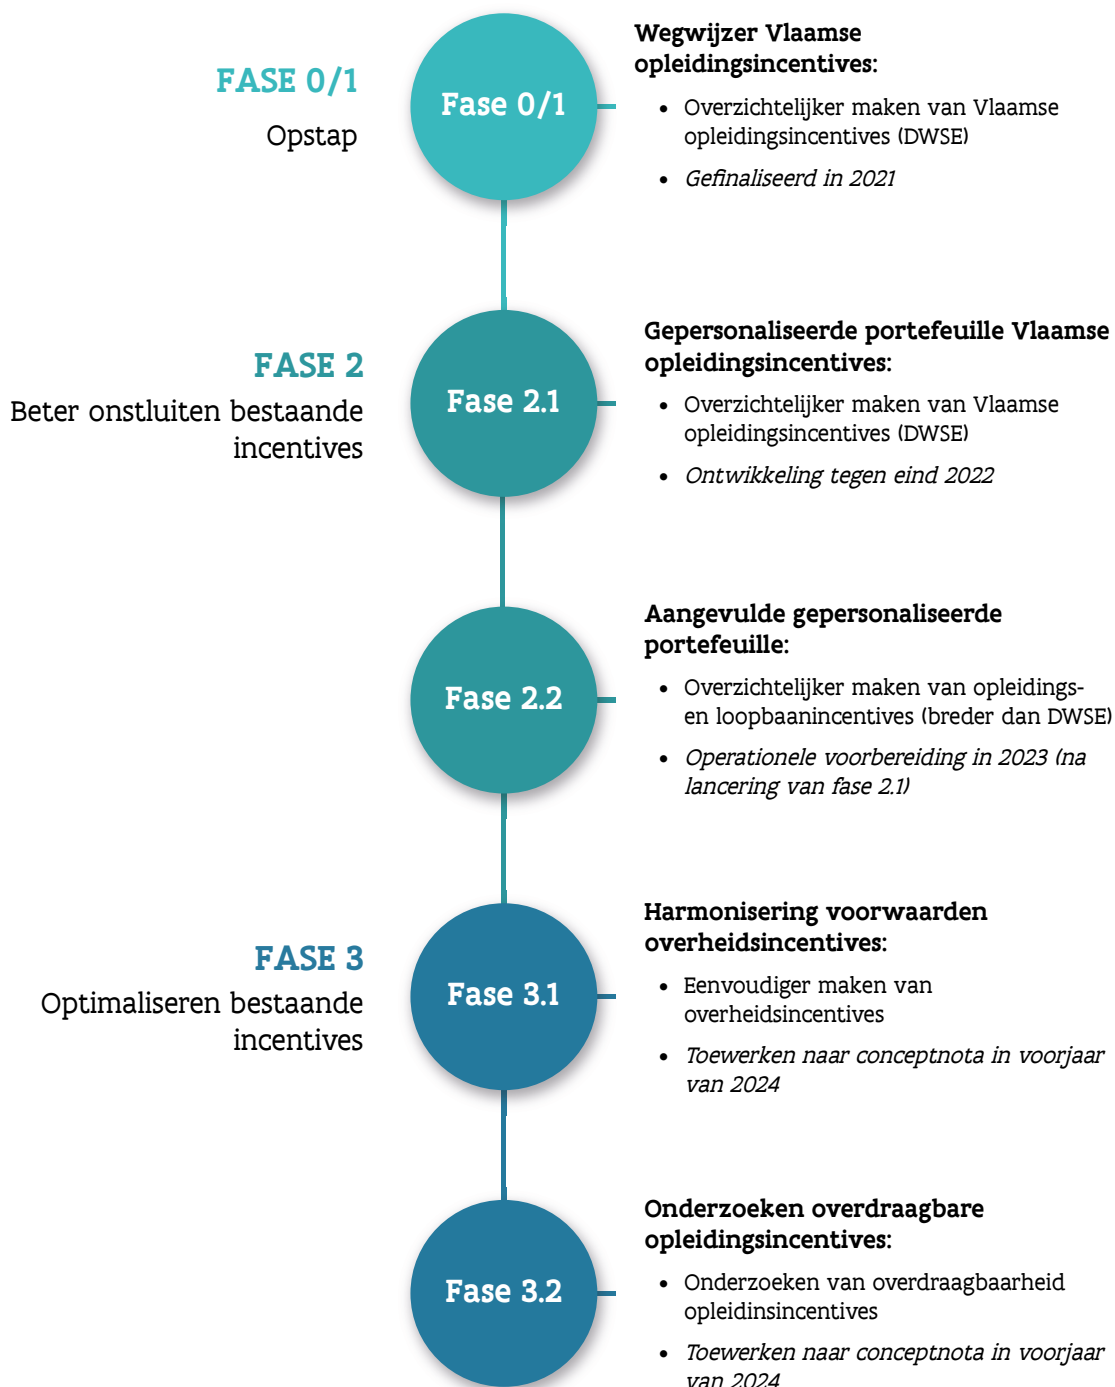 FASE 0/1
Opstap
Fase 0/1
Wegwijzer Vlaamse
opleidingsincentives:
• Overzichtelijker maken van Vlaamse
opleidingsincentives (DWSE)
• Gefinaliseerd in 2021
FASE 2
Beter onstluiten bestaande
incentives
Fase 2.1
Gepersonaliseerde portefeuille Vlaamse
opleidingsincentives:
• Overzichtelijker maken van Vlaamse
opleidingsincentives (DWSE)
• Ontwikkeling tegen eind 2022
Fase 2.2
Aangevulde gepersonaliseerde
portefeuille:
• Overzichtelijker maken van opleidings-
en loopbaanincentives (breder dan DWSE)
• Operationele voorbereiding in 2023 (na
lancering van fase 2.1)
FASE 3
Optimaliseren bestaande
incentives
Fase 3.1
Harmonisering voorwaarden
overheidsincentives:
• Eenvoudiger maken van
overheidsincentives
• Toewerken naar conceptnota in voorjaar
van 2024
Fase 3.2
Onderzoeken overdraagbare
opleidingsincentives:
• Onderzoeken van overdraagbaarheid
opleidinsincentives
• Toewerken naar conceptnota in voorjaar
van 2024